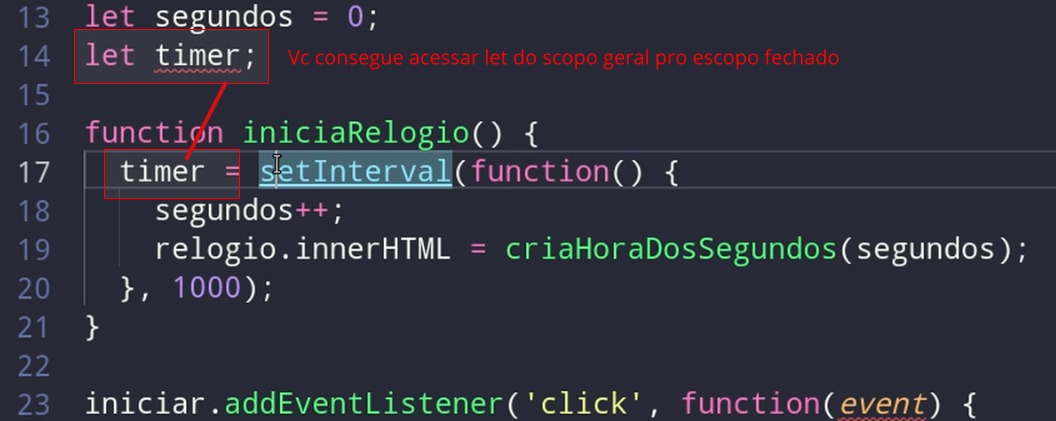 13 let segundos = 0;
14 let timer; Vc consegue acessar let do scopo geral pro escopo fechado
15
16 function iniciaRelogio() {
17 timer = setInterval(function() {
18 segundos++;
19 relogio.innerHTML = criaHoraDosSegundos(segundos);
20 }, 1000);
21 }
22
23 iniciar.addEventListener('click', function(event) {